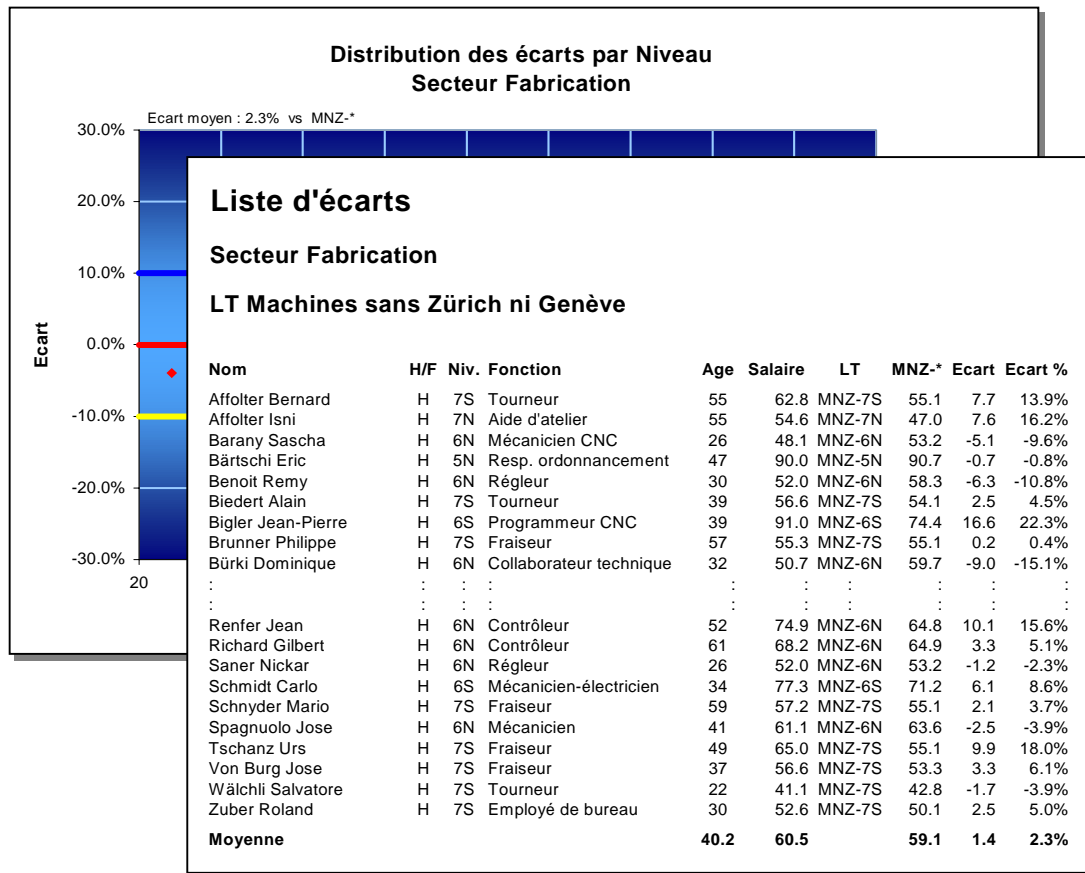 Distribution des écarts par Niveau
Secteur Fabrication
Ecart moyen : 2.3% vs MNZ-*
30.0%
20.0%
10.0%
0.0%
-10.0%
-20.0%
-30.0%
Ecart
20
Liste d'écarts
Secteur Fabrication
LT Machines sans Zürich ni Genève
Nom H/F Niv. Fonction Age Salaire LT MNZ-* Ecart Ecart %
Affolter Bernard H 7S Tourneur 55 62.8 MNZ-7S 55.1 7.7 13.9%
Affolter Isni H 7N Aide d'atelier 55 54.6 MNZ-7N 47.0 7.6 16.2%
Barany Sascha H 6N Mécanicien CNC 26 48.1 MNZ-6N 53.2 -5.1 -9.6%
Bärtschi Eric H 5N Resp. ordonnancement 47 90.0 MNZ-5N 90.7 -0.7 -0.8%
Benoit Remy H 6N Régleur 30 52.0 MNZ-6N 58.3 -6.3 -10.8%
Biedert Alain H 7S Tourneur 39 56.6 MNZ-7S 54.1 2.5 4.5%
Bigler Jean-Pierre H 6S Programmeur CNC 39 91.0 MNZ-6S 74.4 16.6 22.3%
Brunner Philippe H 7S Fraiseur 57 55.3 MNZ-7S 55.1 0.2 0.4%
Bürki Dominique H 6N Collaborateur technique 32 50.7 MNZ-6N 59.7 -9.0 -15.1%
: : : : : : : : : :
: : : : : : : : : :
Renfer Jean H 6N Contrôleur 52 74.9 MNZ-6N 64.8 10.1 15.6%
Richard Gilbert H 6N Contrôleur 61 68.2 MNZ-6N 64.9 3.3 5.1%
Saner Nickar H 6N Régleur 26 52.0 MNZ-6N 53.2 -1.2 -2.3%
Schmidt Carlo H 6S Mécanicien-électricien 34 77.3 MNZ-6S 71.2 6.1 8.6%
Schnyder Mario H 7S Fraiseur 59 57.2 MNZ-7S 55.1 2.1 3.7%
Spagnuolo Jose H 6N Mécanicien 41 61.1 MNZ-6N 63.6 -2.5 -3.9%
Tschanz Urs H 7S Fraiseur 49 65.0 MNZ-7S 55.1 9.9 18.0%
Von Burg Jose H 7S Fraiseur 37 56.6 MNZ-7S 53.3 3.3 6.1%
Wälchli Salvatore H 7S Tourneur 22 41.1 MNZ-7S 42.8 -1.7 -3.9%
Zuber Roland H 7S Employé de bureau 30 52.6 MNZ-7S 50.1 2.5 5.0%
Moyenne 40.2 60.5 59.1 1.4 2.3%